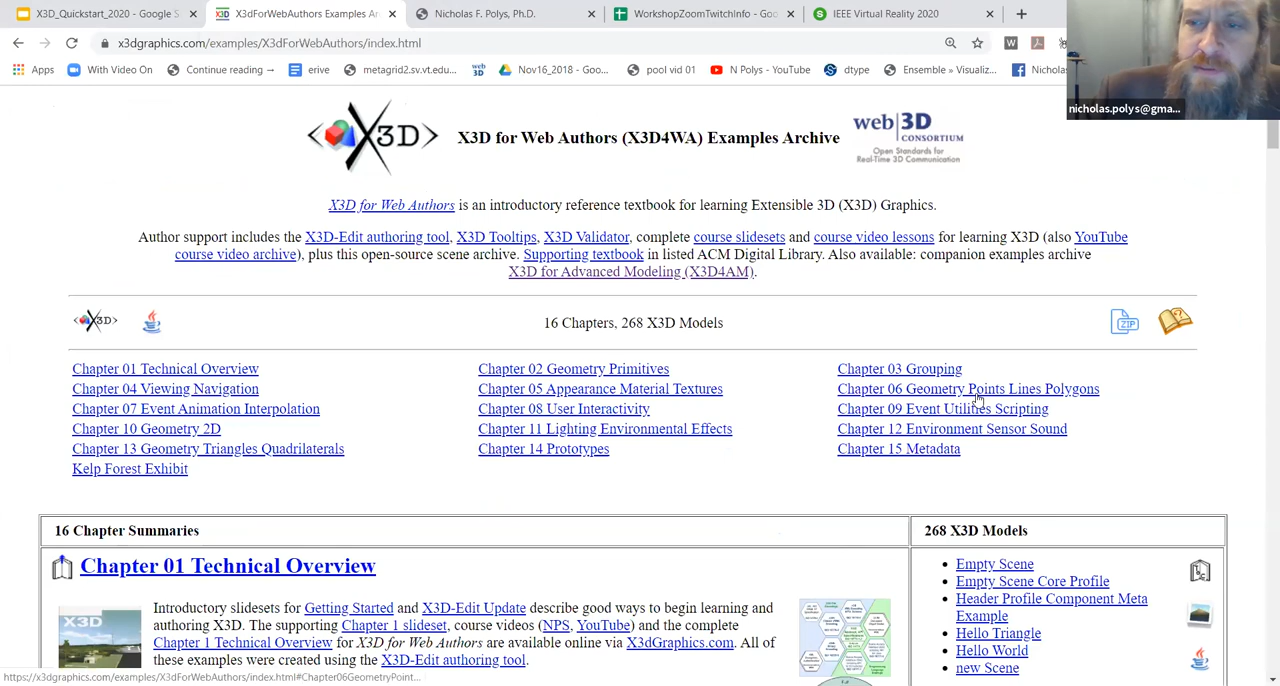 X3D_Quickstart_2020 - Google S
X3dForWebAuthors Examples Ar
Nicholas F. Polys, Ph.D.
WorkshopZoomTwitchInfo - Goo
IEEE Virtual Reality 2020
x3dgraphics.com/examples/X3dForWebAuthors/index.html
Apps
With Video On
Continue reading →
erive
metagrid2.sv.vt.edu...
Nov16_2018 - Goo...
pool vid 01
N Polys - YouTube
dtype
Ensemble » Visualiz...
Nichola
nicholas.polys@gma...
X3D
X3D for Web Authors (X3D4WA) Examples Archive
web3D
CONSORTIUM
Open Standards for
Real-Time 3D Communication
X3D for Web Authors is an introductory reference textbook for learning Extensible 3D (X3D) Graphics.
Author support includes the X3D-Edit authoring tool, X3D Tooltips, X3D Validator, complete course slidesets and course video lessons for learning X3D (also YouTube
course video archive), plus this open-source scene archive. Supporting textbook in listed ACM Digital Library. Also available: companion examples archive
X3D for Advanced Modeling (X3D4AM).
X3D
16 Chapters, 268 X3D Models
ZIP
Chapter 01 Technical Overview
Chapter 02 Geometry Primitives
Chapter 03 Grouping
Chapter 04 Viewing Navigation
Chapter 05 Appearance Material Textures
Chapter 06 Geometry Points Lines Polygons
Chapter 07 Event Animation Interpolation
Chapter 08 User Interactivity
Chapter 09 Event Utilities Scripting
Chapter 10 Geometry 2D
Chapter 11 Lighting Environmental Effects
Chapter 12 Environment Sensor Sound
Chapter 13 Geometry Triangles Quadrilaterals
Chapter 14 Prototypes
Chapter 15 Metadata
Kelp Forest Exhibit
16 Chapter Summaries
268 X3D Models
Chapter 01 Technical Overview
X3D
Introductory slidesets for Getting Started and X3D-Edit Update describe good ways to begin learning and
authoring X3D. The supporting Chapter 1 slideset, course videos (NPS, YouTube) and the complete
Chapter 1 Technical Overview for X3D for Web Authors are available online via X3dGraphics.com. All of
these examples were created using the X3D-Edit authoring tool.
Empty Scene
Empty Scene Core Profile
Header Profile Component Meta
Example
Hello Triangle
Hello World
new Scene